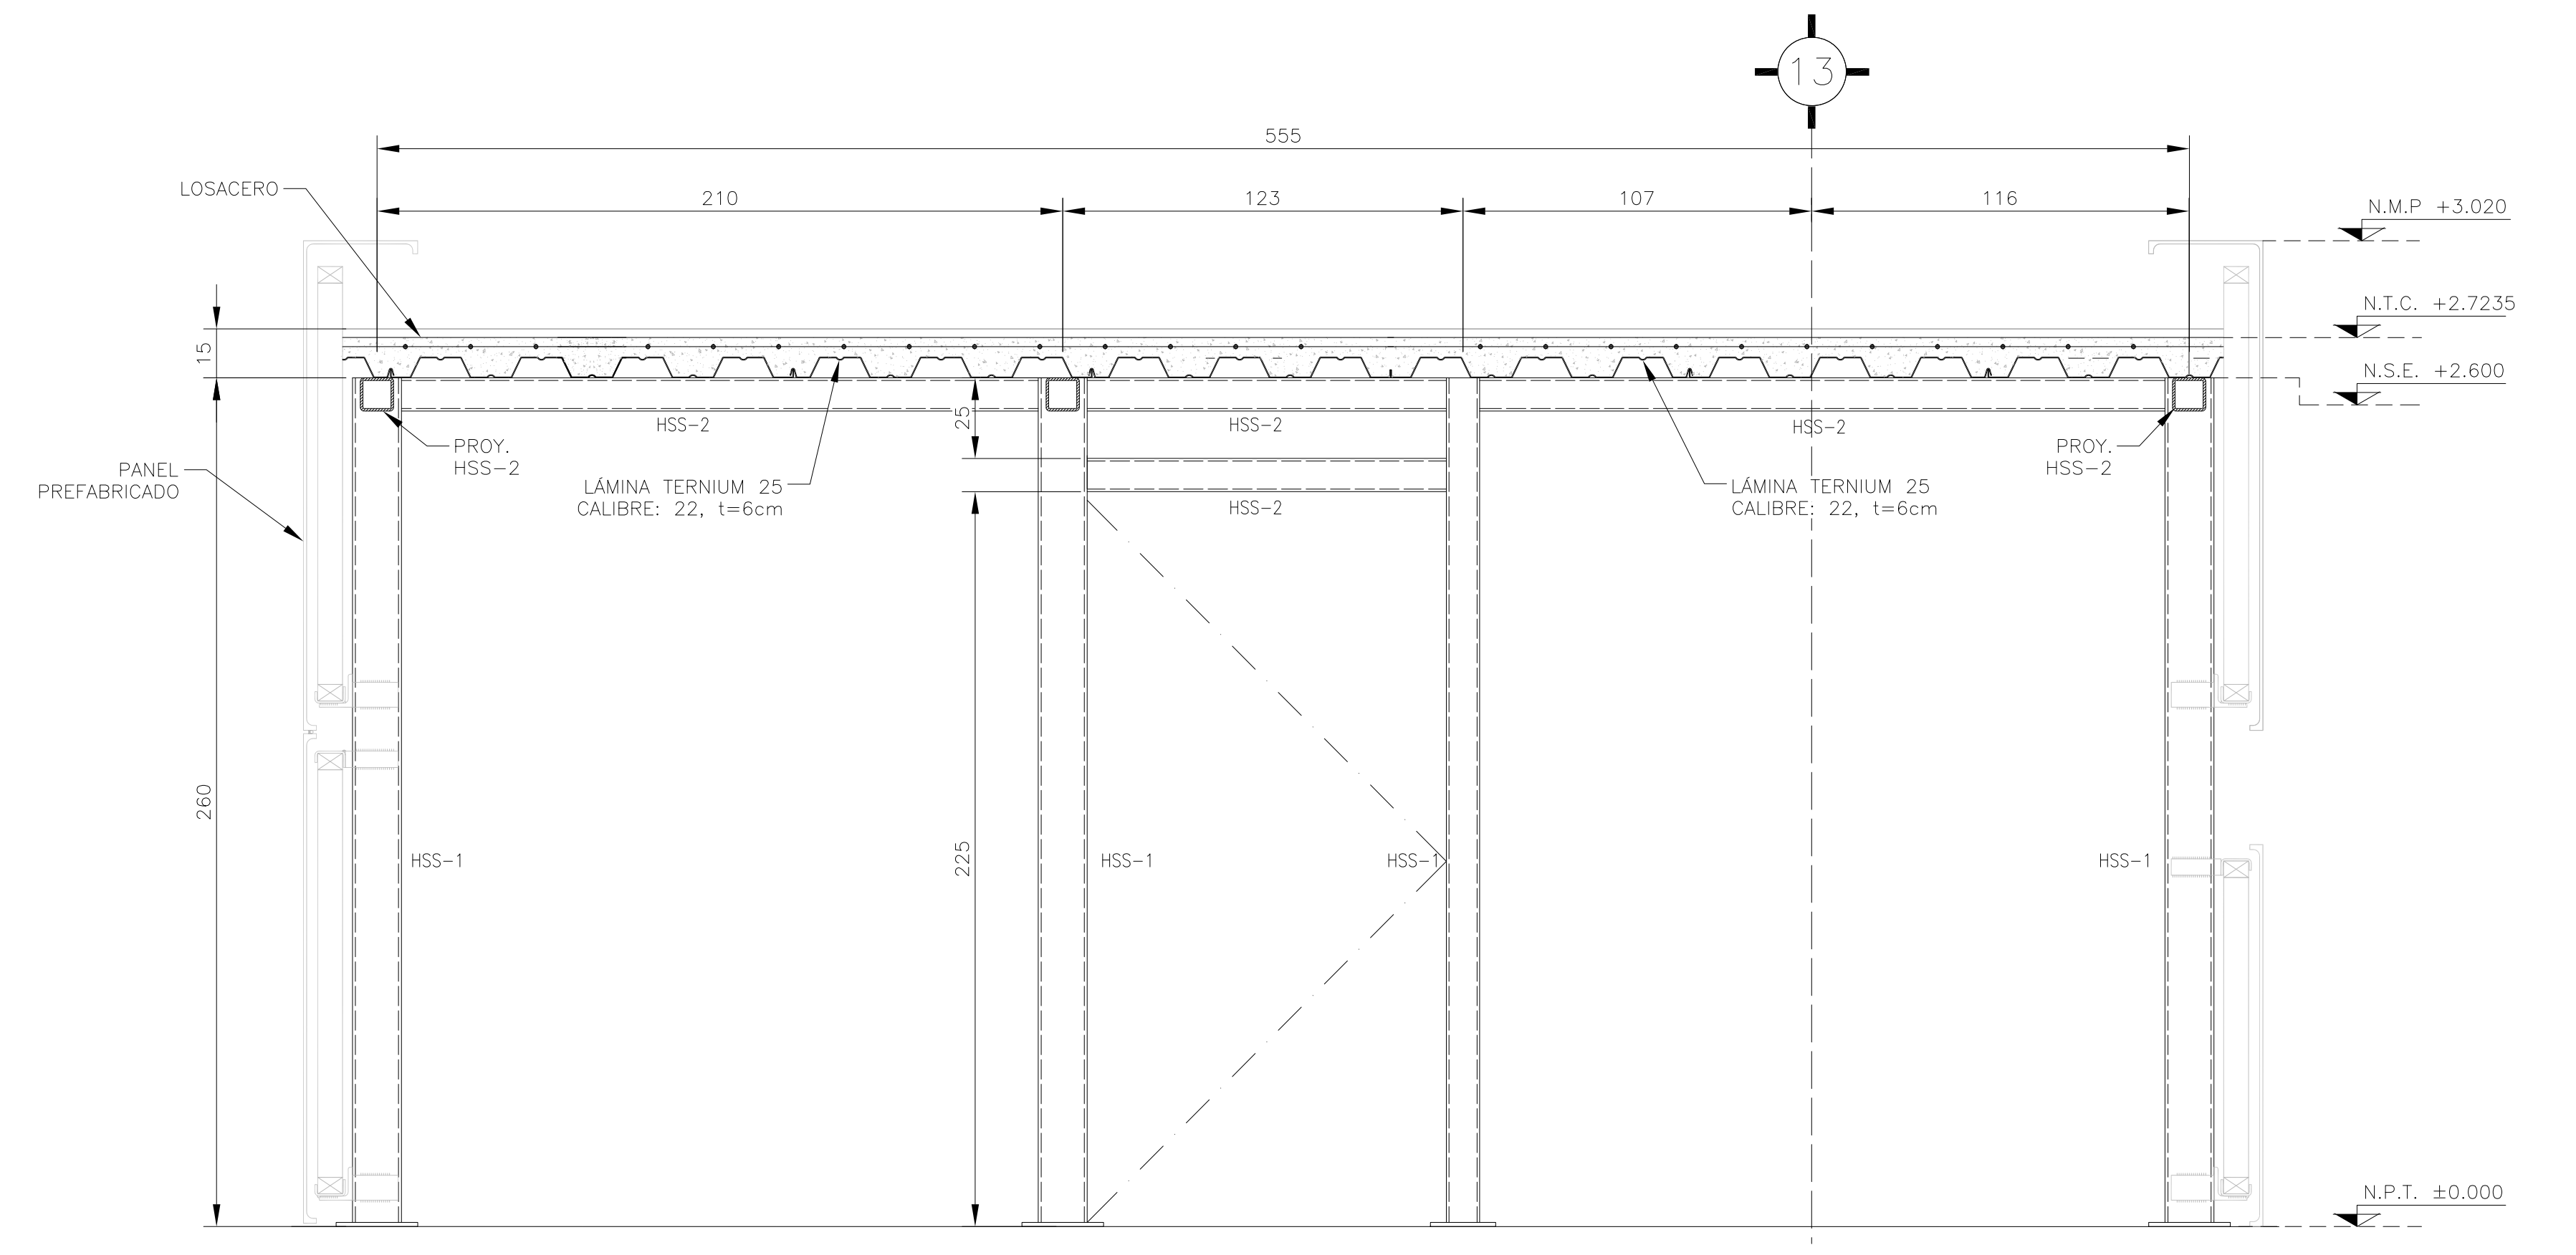 13
555
LOSACERO
210
123
107
116
N.M.P +3.020
N.T.C. +2.7235
15
N.S.E. +2.600
25
HSS-2
HSS-2
HSS-2
PROY.
HSS-2
PROY.
HSS-2
PANEL
PREFABRICADO
LÁMINA TERNIUM 25
CALIBRE: 22, t=6cm
HSS-2
LÁMINA TERNIUM 25
CALIBRE: 22, t=6cm
260
225
HSS-1
HSS-1
HSS-1
HSS-1
N.P.T. ±0.000